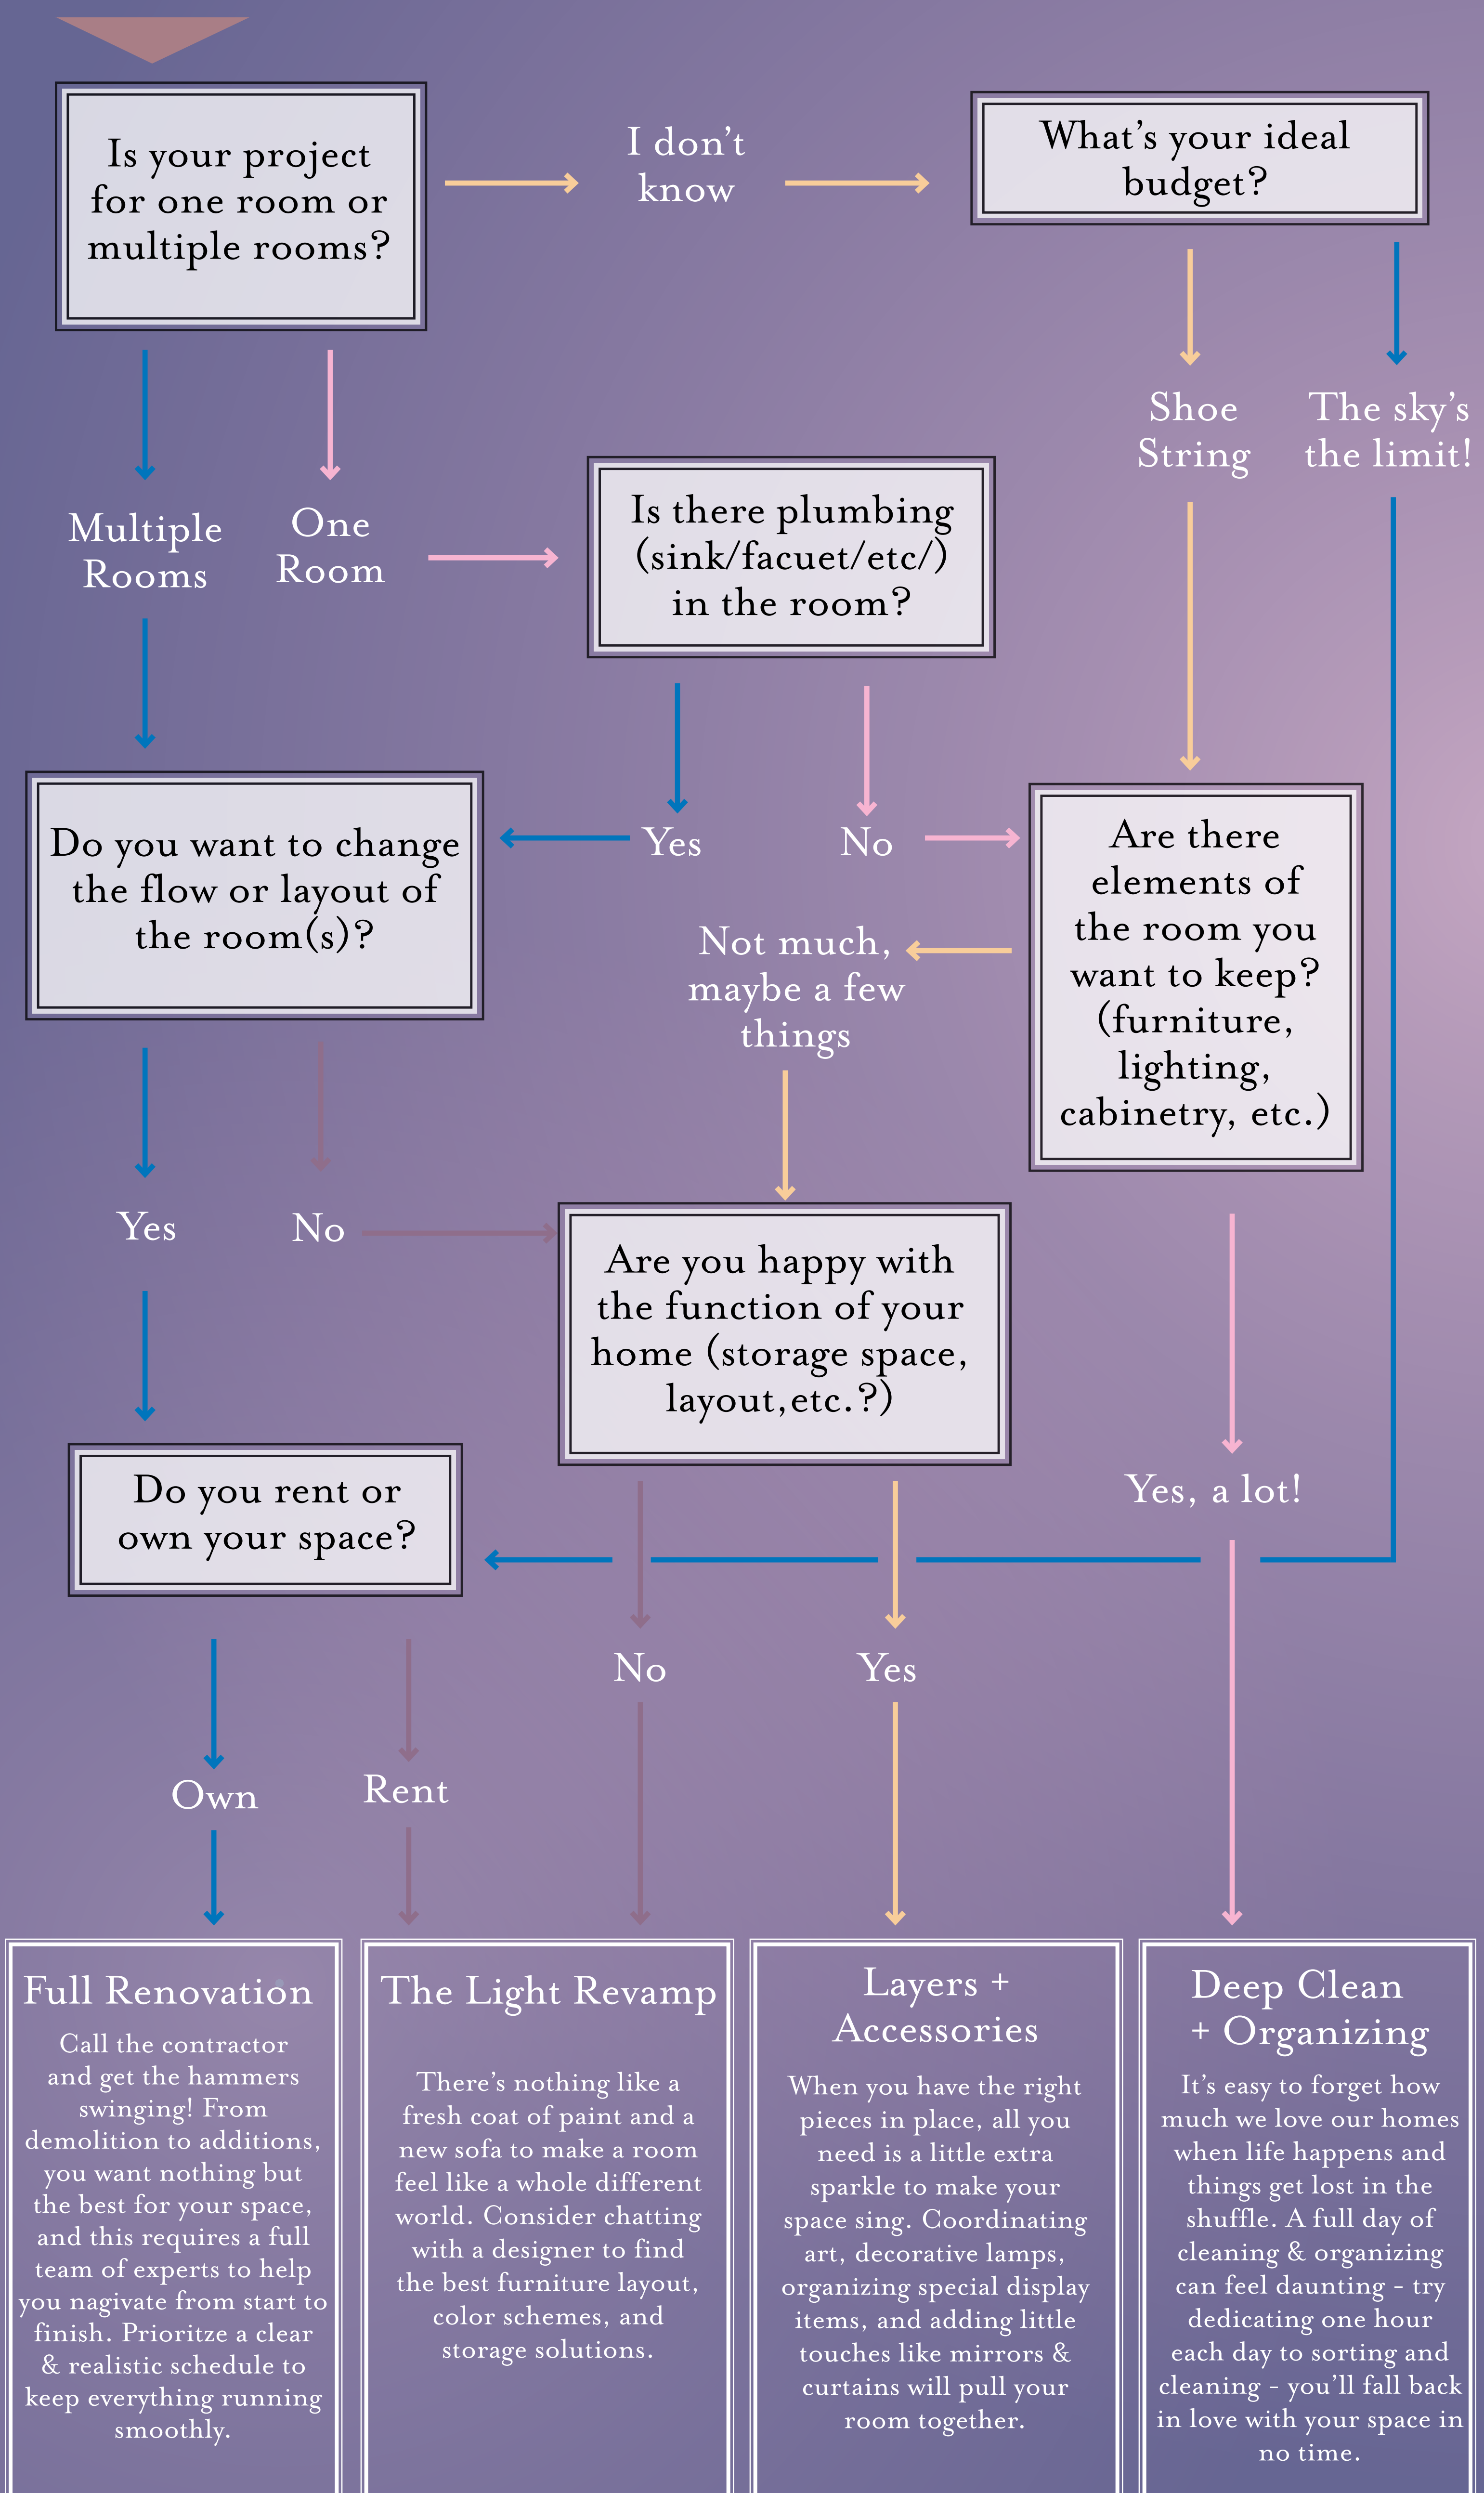 Is your project
for one room or
multiple rooms?
I don't
know
What's your ideal
budget?
Shoe
String
The sky's
the limit!
Multiple
Rooms
One
Room
Is there plumbing
(sink/facuet/etc/)
in the room?
Yes
No
Do you want to change
the flow or layout of
the room(s)?
Are there
elements of
the room you
want to keep?
(furniture,
lighting,
cabinetry, etc.)
Not much,
maybe a few
things
Yes
No
Are you happy with
the function of your
home (storage space,
layout,etc.?)
Do you rent or
own your space?
Yes, a lot!
No
Yes
Own
Rent
Full Renovation
Call the contractor
and get the hammers
swinging! From
demolition to additions,
you want nothing but
the best for your space,
and this requires a full
team of experts to help
you nagivate from start to
finish. Prioritze a clear
& realistic schedule to
keep everything running
smoothly.
The Light Revamp
There's nothing like a
fresh coat of paint and a
new sofa to make a room
feel like a whole different
world. Consider chatting
with a designer to find
the best furniture layout,
color schemes, and
storage solutions.
Layers +
Accessories
When you have the right
pieces in place, all you
need is a little extra
sparkle to make your
space sing. Coordinating
art, decorative lamps,
organizing special display
items, and adding little
touches like mirrors &
curtains will pull your
room together.
Deep Clean
+ Organizing
It's easy to forget how
much we love our homes
when life happens and
things get lost in the
shuffle. A full day of
cleaning & organizing
can feel daunting - try
dedicating one hour
each day to sorting and
cleaning - you'll fall back
in love with your space in
no time.